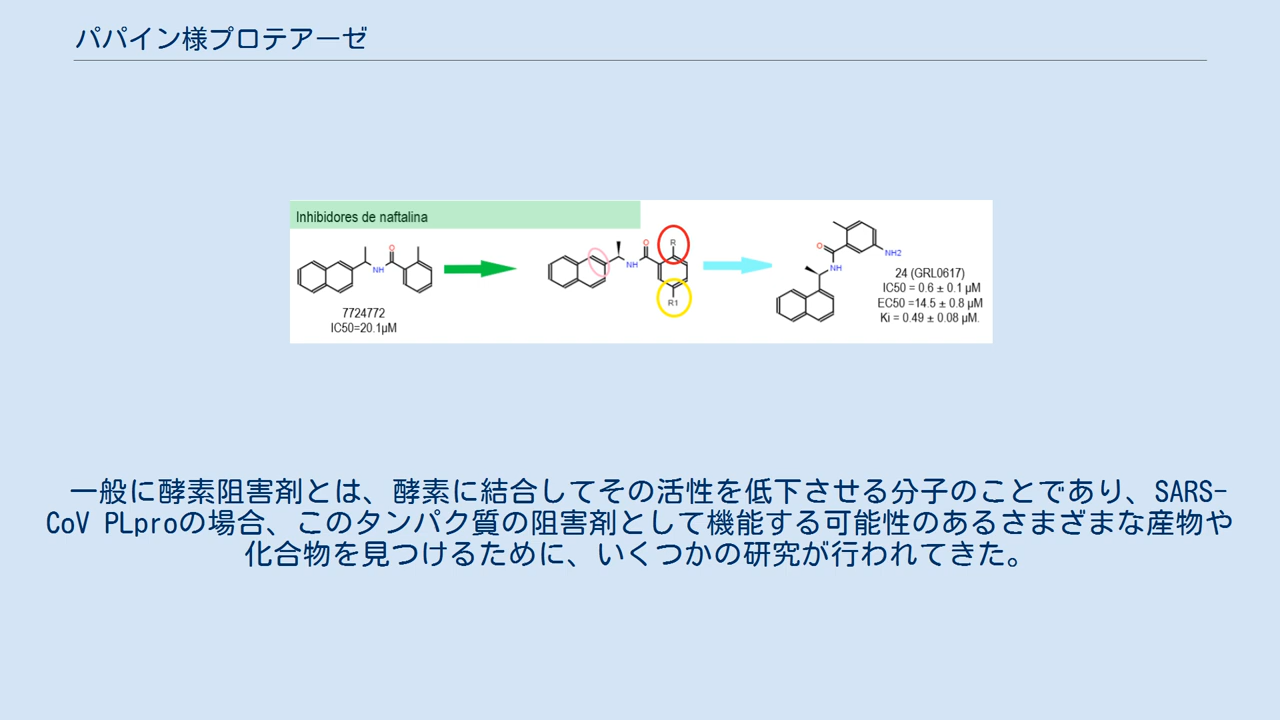 パパイン様プロテアーゼ
Inhibidores de naftalina
O
NH
7724772
IC50=20.1µM
O
NH
R
R1
O
NH
NH2
24 (GRL0617)
IC50 = 0.6 ± 0.1 µM
EC50 =14.5 ± 0.8 µM
Ki = 0.49 ± 0.08 µM.
一般に酵素阻害剤とは、酵素に結合してその活性を低下させる分子のことであり、SARS-
CoV PLproの場合、このタンパク質の阻害剤として機能する可能性のあるさまざまな産物や
化合物を見つけるために、いくつかの研究が行われてきた。